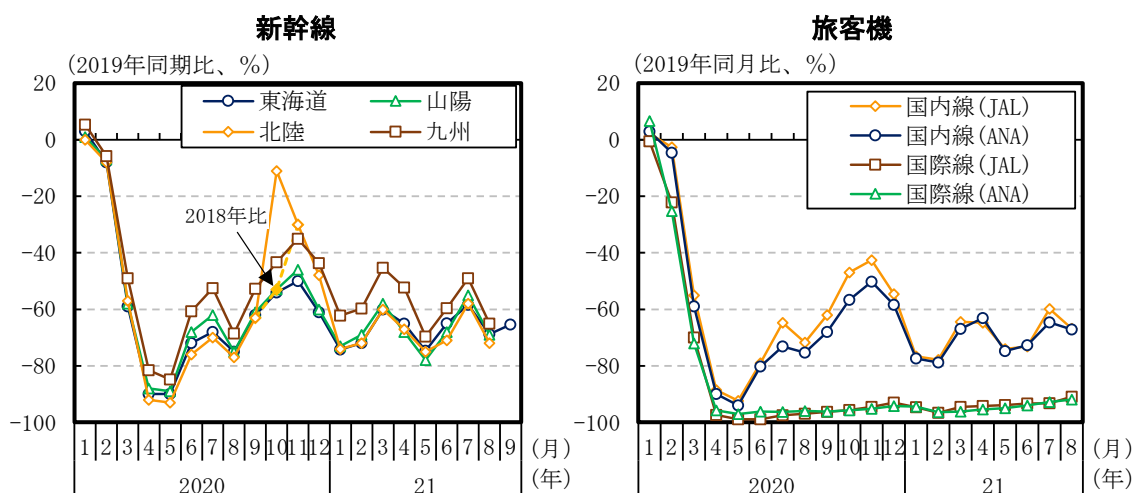 新幹線
(2019年同期比、%)
東海道 山陽
北陸 九州
20
0
-20
-40
-60
-80
-100
2018年比
1 2 3 4 5 6 7 8 9 10 11 12 1 2 3 4 5 6 7 8 9 (月)
2020 21 (年)
旅客機
(2019年同月比、%)
国内線(JAL)
国内線(ANA)
国際線(JAL)
国際線(ANA)
20
0
-20
-40
-60
-80
-100
1 2 3 4 5 6 7 8 9 10 11 12 1 2 3 4 5 6 7 8 (月)
2020 21 (年)